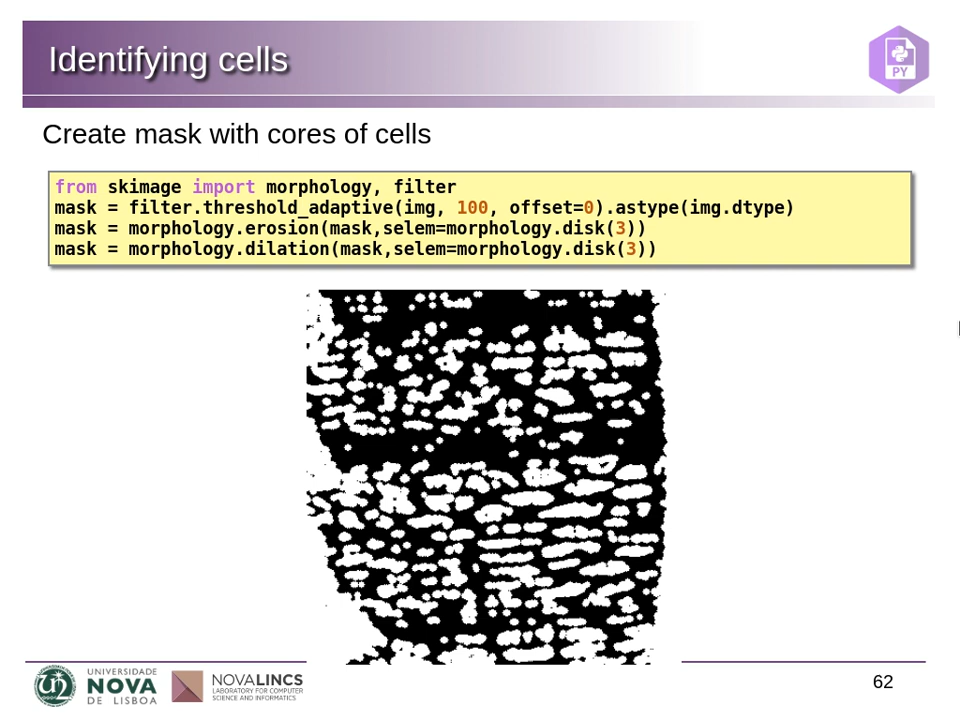 Identifying cells
PY
Create mask with cores of cells
from skimage import morphology, filter
mask = filter.threshold_adaptive(img, 100, offset=0).astype(img.dtype)
mask = morphology.erosion(mask,selem=morphology.disk(3))
mask = morphology.dilation(mask,selem=morphology.disk(3))
UNIVERSIDADE
NOVA
DE LISBOA
NOVALINCS
LABORATORY FOR COMPUTER
SCIENCE AND INFORMATICS
62